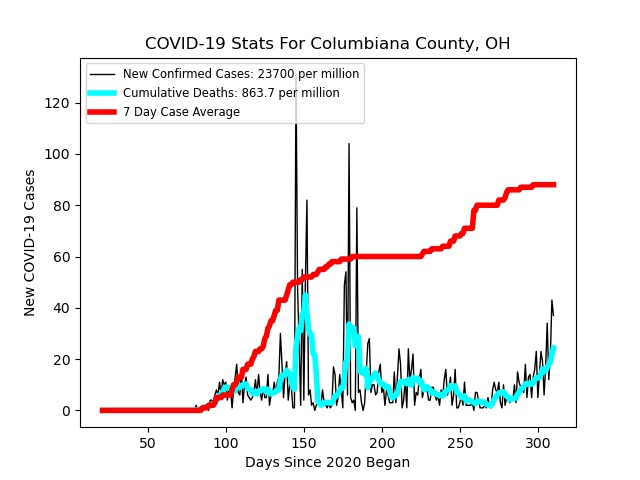 COVID-19 Stats For Columbiana County, OH
New Confirmed Cases: 23700 per million
Cumulative Deaths: 863.7 per million
7 Day Case Average
New COVID-19 Cases
120
100
80
60
40
20
0
50 100 150 200 250 300
Days Since 2020 Began